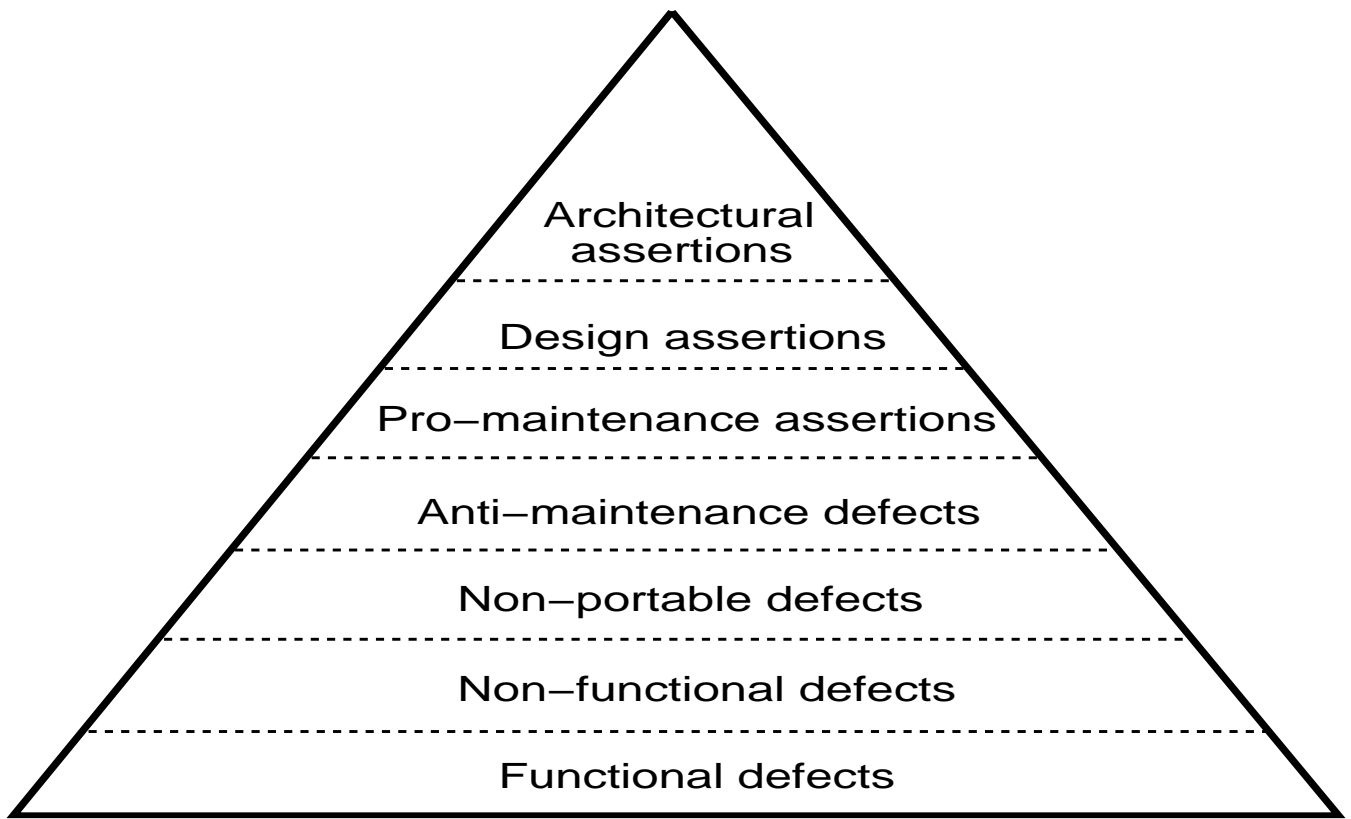 Architectural
assertions
Design assertions
Pro−maintenance assertions
Anti−maintenance defects
Non−portable defects
Non−functional defects
Functional defects